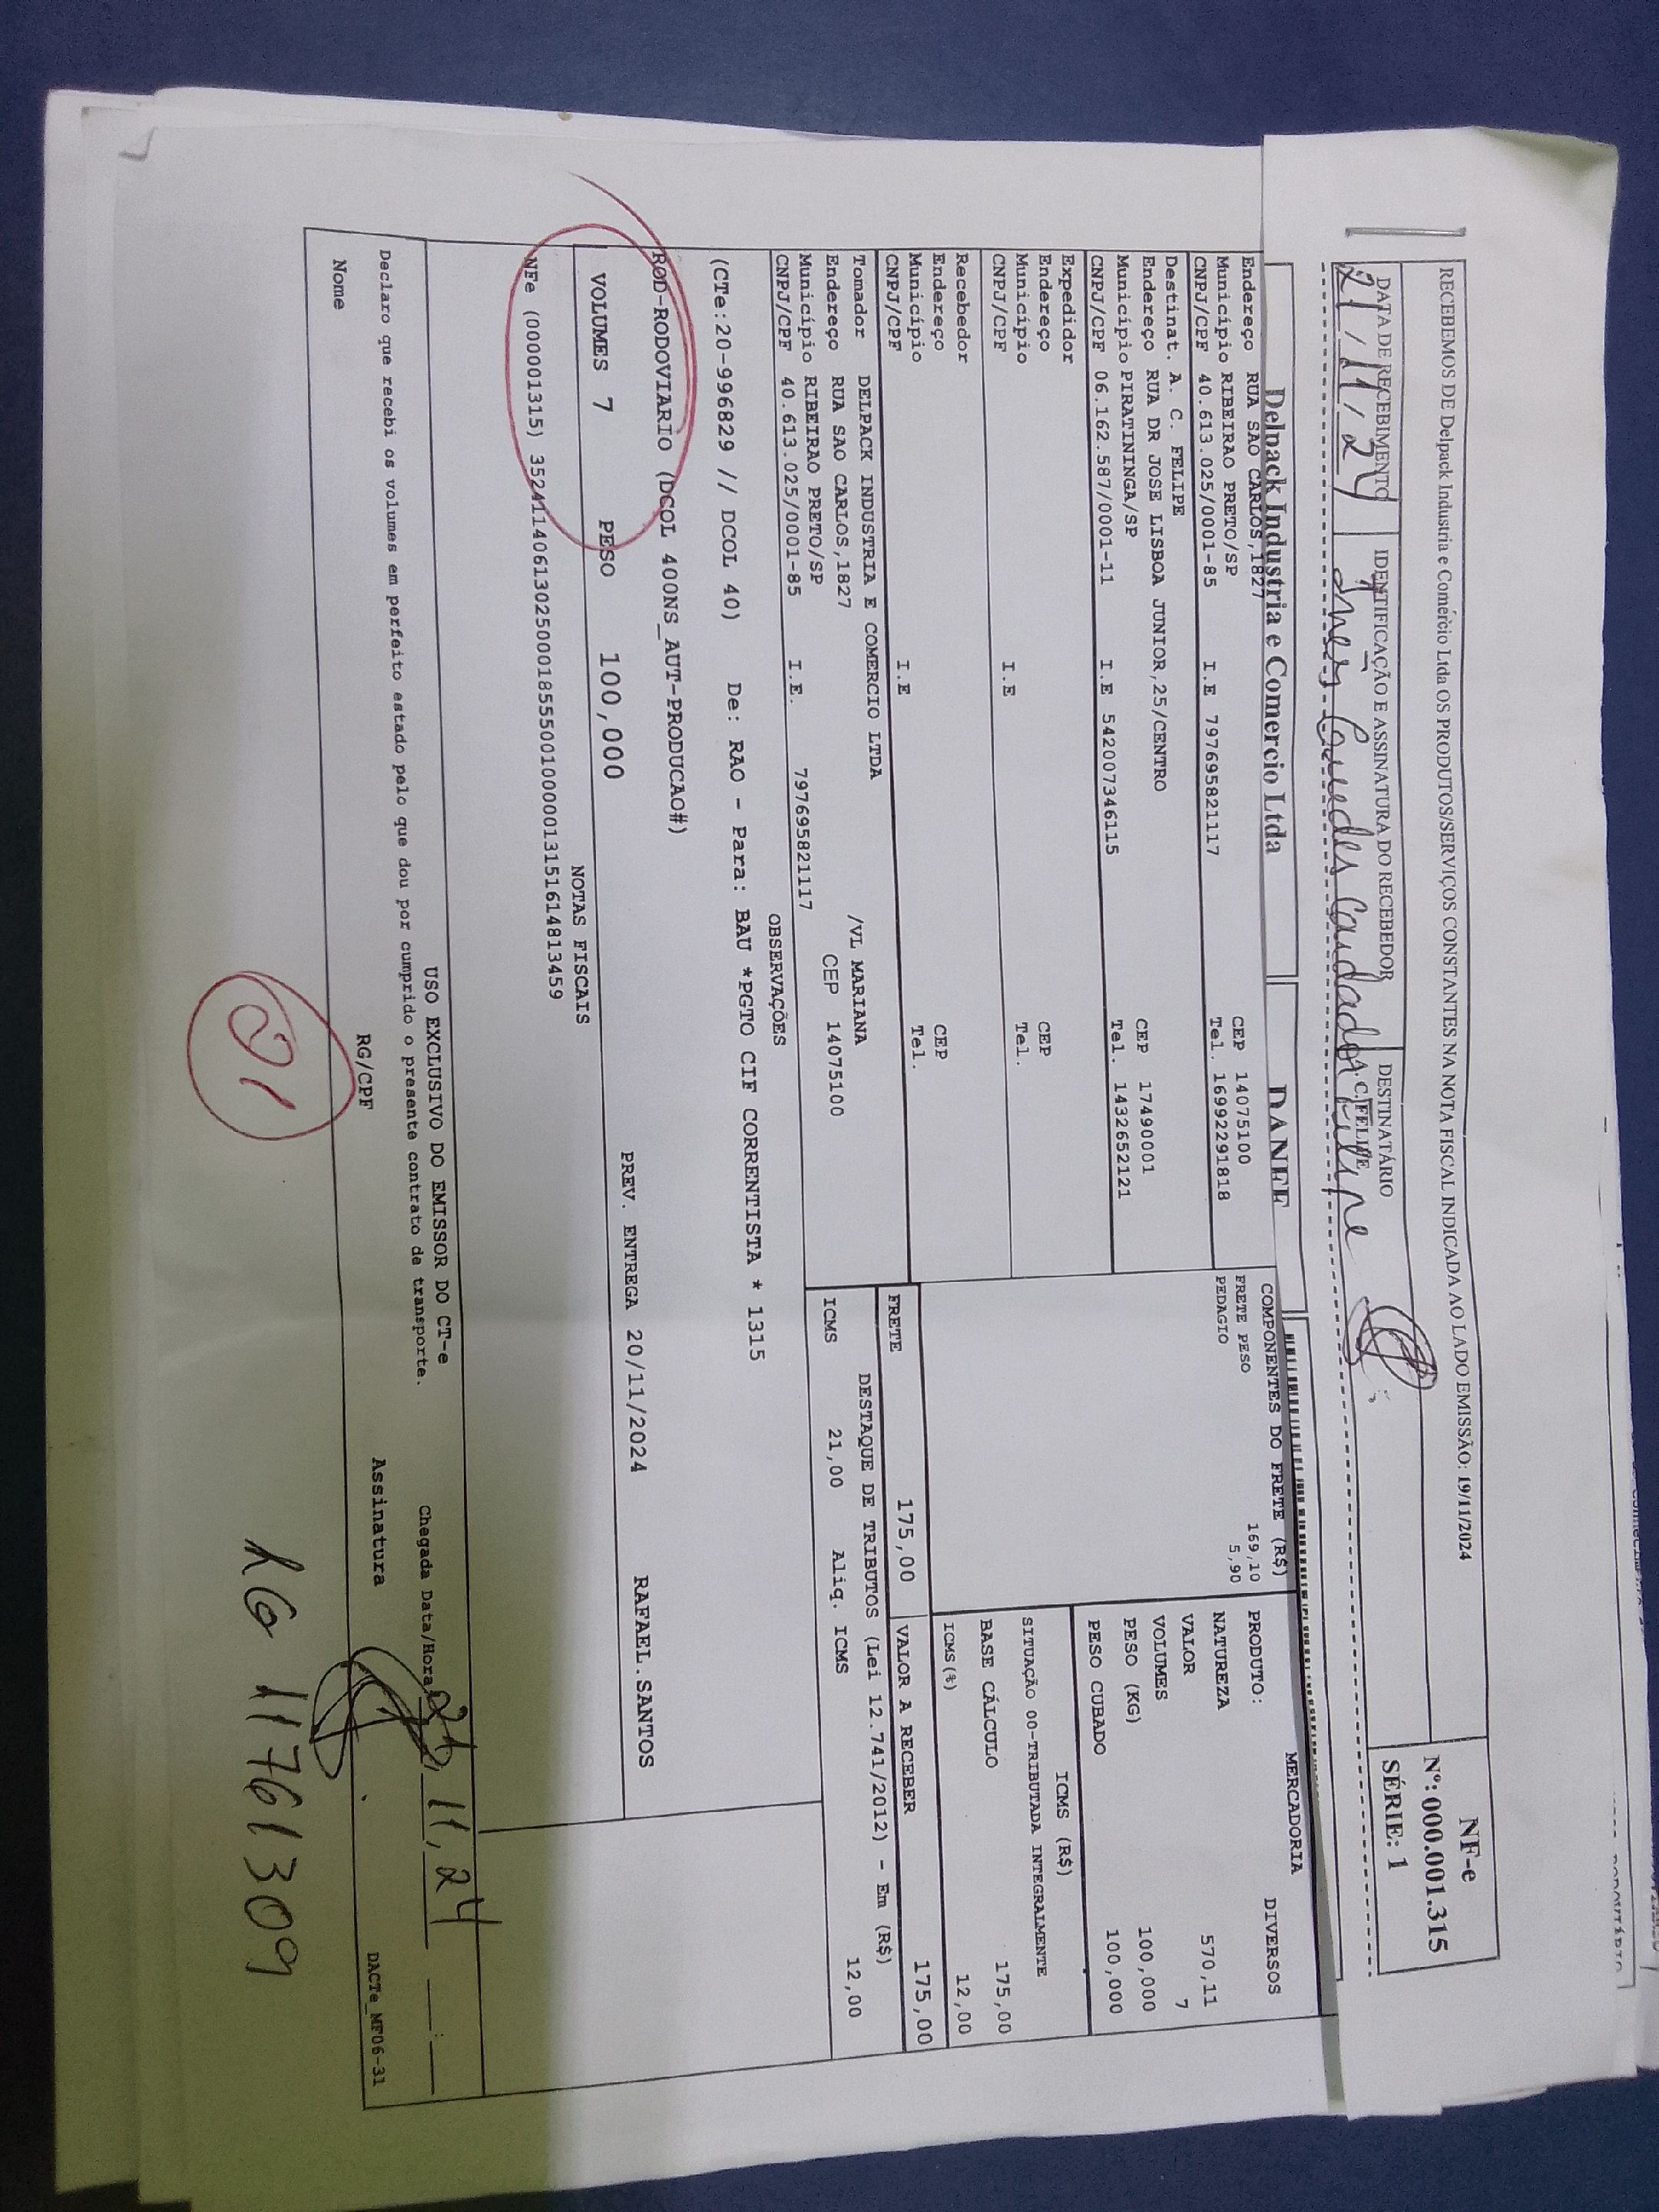 RECEBEMOS DE Delpack Industria e Comércio Ltda OS PRODUTOS/SERVIÇOS CONSTANTES NA NOTA FISCAL INDICADA AO LADO EMISSÃO: 19/11/2024
NF-e
Nº: 000.001.315
SÉRIE: 1
DATA DE RECEBIMENTO
IDENTIFICAÇÃO E ASSINATURA DO RECEBEDOR
DESTINATÁRIO
A. C. FELIPE
21/11/24
Guedes Felipe
Delpack Industria e Comercio Ltda
DANFE
Endereço RUA SAO CARLOS,1827 CEP 14075100
Município RIBEIRAO PRETO/SP Tel. 16992291818
CNPJ/CPF 40.613.025/0001-85 I.E 797695821117
Destinat. A. C. FELIPE
Endereço RUA DR JOSE LISBOA JUNIOR,25/CENTRO CEP 17490001
Município PIRATININGA/SP Tel. 1432652121
CNPJ/CPF 06.162.587/0001-11 I.E 542007346115
Expedidor
Endereço CEP
Município Tel.
CNPJ/CPF I.E
Recebedor
Endereço CEP
Município Tel.
CNPJ/CPF I.E
Tomador DELPACK INDUSTRIA E COMERCIO LTDA
Endereço RUA SAO CARLOS,1827 /VL MARIANA
Município RIBEIRAO PRETO/SP CEP 14075100
CNPJ/CPF 40.613.025/0001-85 I.E. 797695821117
COMPONENTES DO FRETE (R$)
FRETE PESO 169,10
PEDAGIO 5,90
MERCADORIA
PRODUTO: DIVERSOS
NATUREZA
VALOR 570,11
VOLUMES 7
PESO (KG) 100,000
PESO CUBADO 100,000
ICMS (R$)
SITUAÇÃO 00-TRIBUTADA INTEGRALMENTE
BASE CÁLCULO 175,00
ICMS(%) 12,00
FRETE 175,00 VALOR A RECEBER 175,00
DESTAQUE DE TRIBUTOS (Lei 12.741/2012) - Em (R$)
ICMS 21,00 Aliq. ICMS 12,00
OBSERVAÇÕES
(CTe:20-996829 // DCOL 40) De: RAO - Para: BAU *PGTO CIF CORRENTISTA * 1315
ROD-RODOVIARIO (DCOL 400NS_AUT-PRODUCAO#)
VOLUMES 7 PESO 100,000 PREV. ENTREGA 20/11/2024 RAFAEL.SANTOS
NOTAS FISCAIS
NFe (000001315) 35241140613025000185550010000013151614813459
USO EXCLUSIVO DO EMISSOR DO CT-e
Declaro que recebi os volumes em perfeito estado pelo que dou por cumprido o presente contrato de transporte.
Chegada Data/Hora 21, 11, 24
Nome RG/CPF Assinatura
DACTe_MF06-31
01
RG 11761309